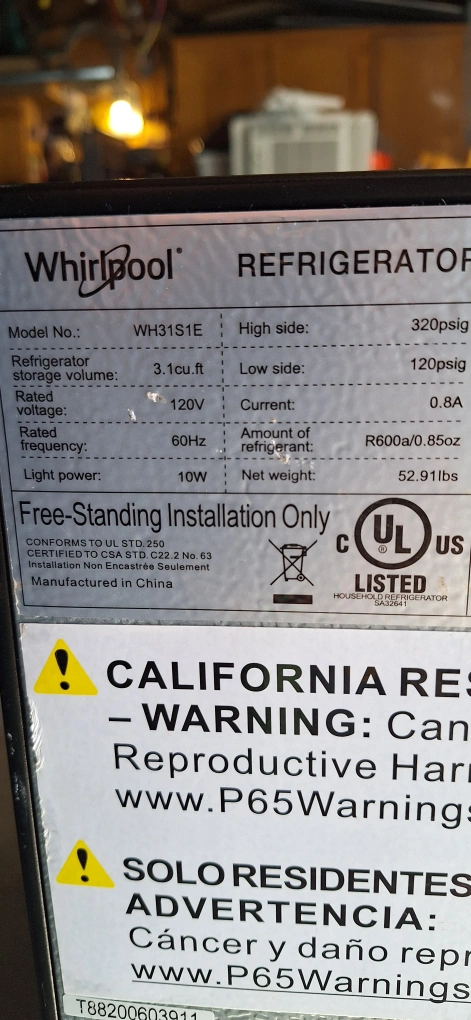 Whirlpool® REFRIGERATOR
Model No.: WH31S1E High side: 320psig
Refrigerator
storage volume: 3.1cu.ft Low side: 120psig
Rated
voltage: 120V Current: 0.8A
Rated
frequency: 60Hz Amount of
refrigerant: R600a/0.85oz
Light power: 10W Net weight: 52.91lbs
Free-Standing Installation Only
CONFORMS TO UL STD. 250
CERTIFIED TO CSA STD. C22.2 No. 63
Installation Non Encastrée Seulement
Manufactured in China
C UL ® US
LISTED
HOUSEHOLD REFRIGERATOR
SA32641
! CALIFORNIA RES
– WARNING: Can
Reproductive Har
www.P65Warnings
! SOLO RESIDENTES
ADVERTENCIA:
Cáncer y daño repr
www.P65Warnings
T88200603911